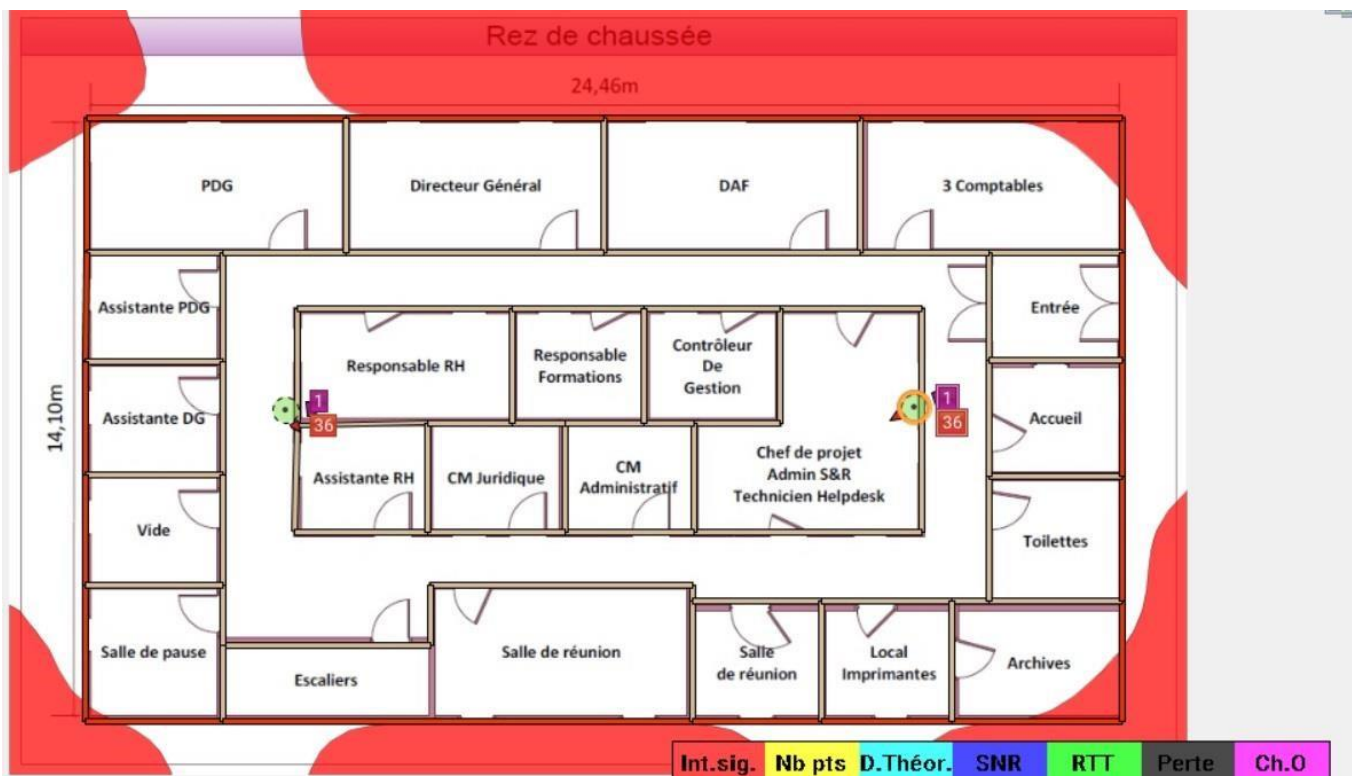 Rez de chaussée
24,46m
PDG
Directeur Général
DAF
3 Comptables
Assistante PDG
Entrée
Responsable RH
Responsable
Formations
Contrôleur
De
Gestion
14,10m
Assistante DG
1
36
1
36
Accueil
Assistante RH
CM Juridique
CM
Administratif
Chef de projet
Admin S&R
Technicien Helpdesk
Vide
Toilettes
Salle de pause
Escaliers
Salle de réunion
Salle
de réunion
Local
Imprimantes
Archives
Int.sig. Nb pts D.Théor. SNR RTT Perte Ch.O